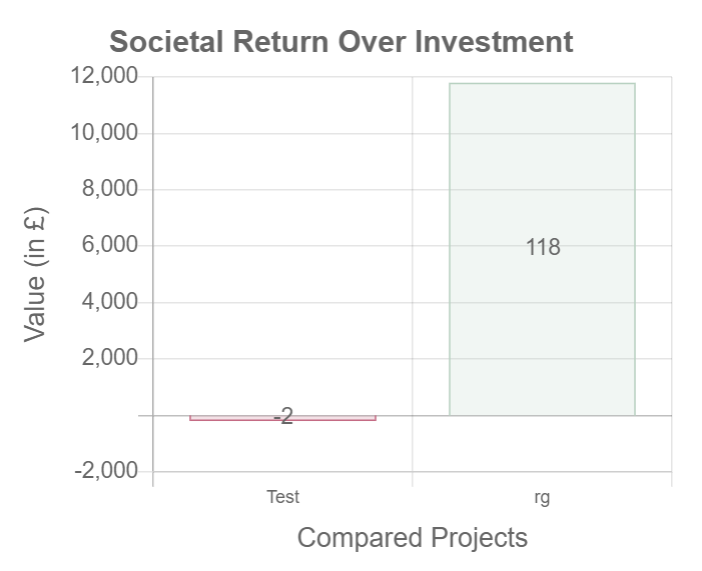 Societal Return Over Investment
12,000
10,000
8,000
6,000
4,000
2,000
-2,000
Value (in £)
118
-2
Test
rg
Compared Projects